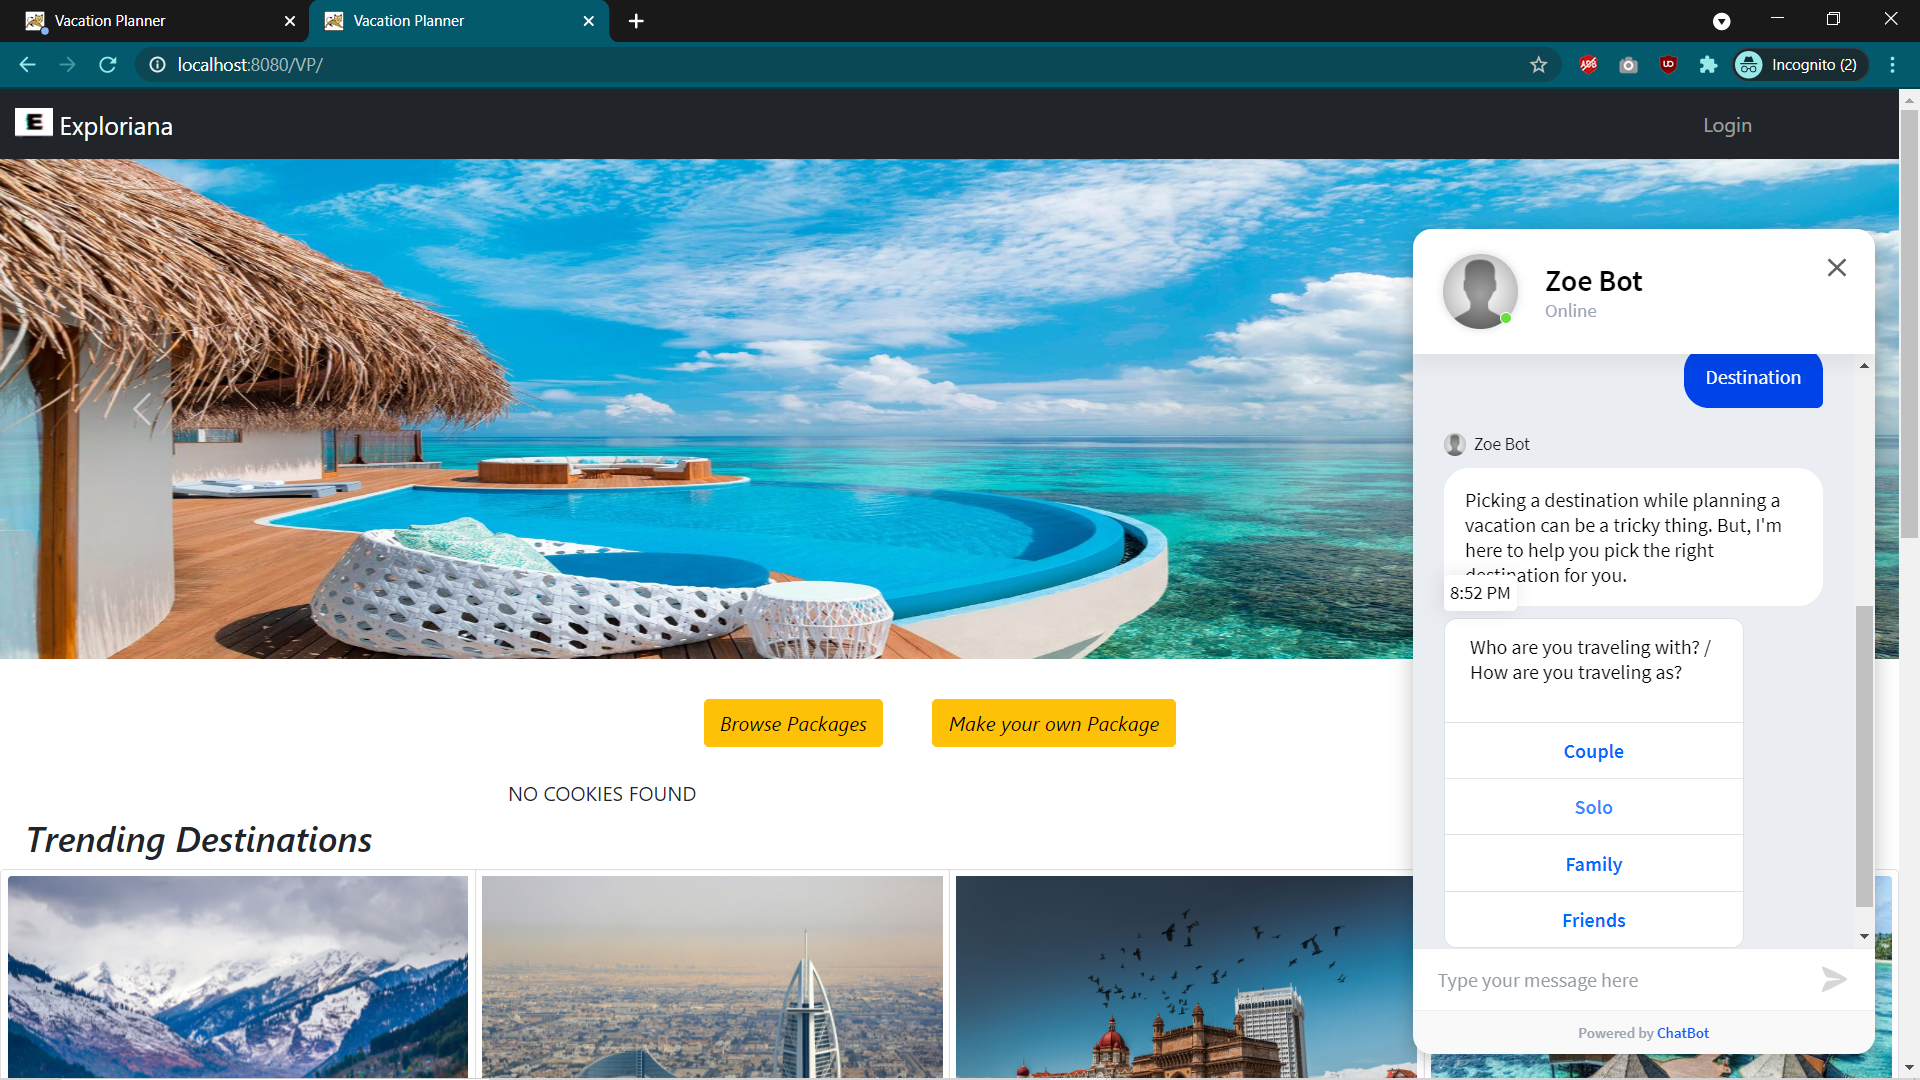 Vacation Planner
Vacation Planner
localhost:8080/VP/
ABP
UO
Incognito (2)
E Exploriana
Login
Zoe Bot
Online
Destination
Zoe Bot
Picking a destination while planning a
vacation can be a tricky thing. But, I'm
here to help you pick the right
destination for you.
8:52 PM
Who are you traveling with? /
How are you traveling as?
Couple
Solo
Family
Friends
Type your message here
Powered by ChatBot
Browse Packages
Make your own Package
NO COOKIES FOUND
Trending Destinations